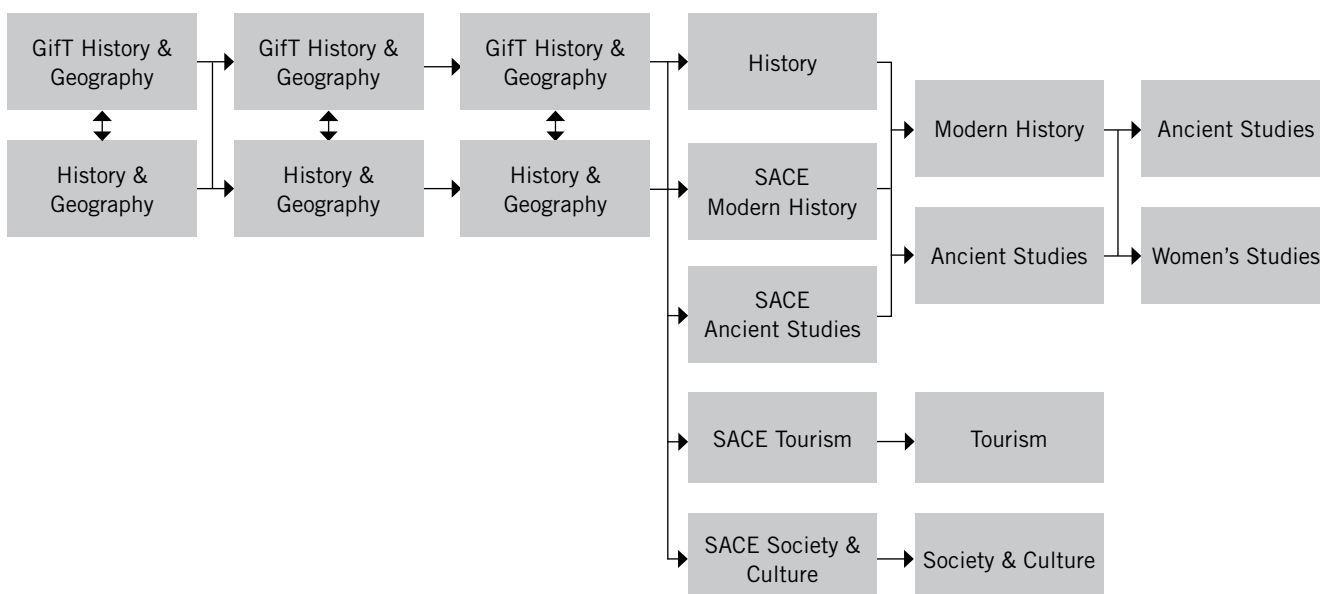 GifT History &
Geography
GifT History &
Geography
GifT History &
Geography
History
Modern History
Ancient Studies
History &
Geography
History &
Geography
History &
Geography
SACE
Modern History
Ancient Studies
Women's Studies
SACE
Ancient Studies
SACE Tourism
Tourism
SACE Society &
Culture
Society & Culture